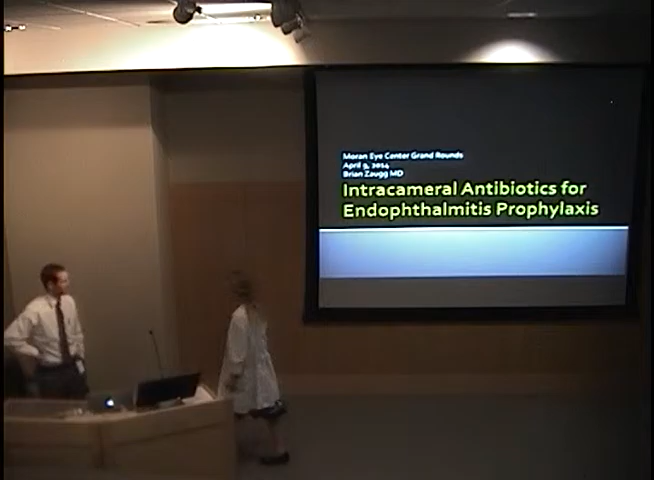 Moran Eye Center Grand Rounds
April 9, 2014
Brian Zaugg MD
Intracameral Antibiotics for
Endophthalmitis Prophylaxis